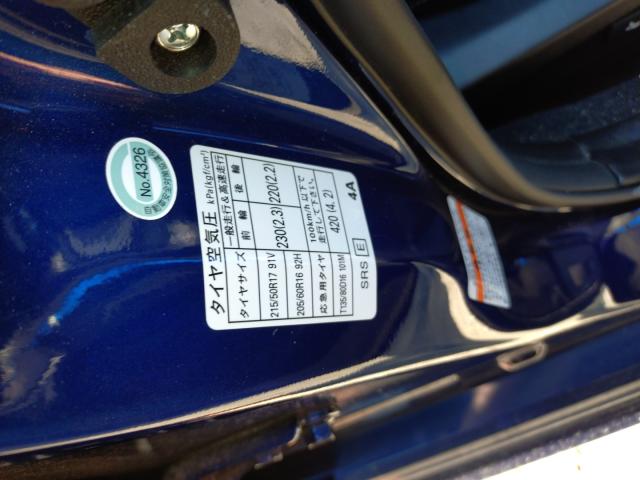 No.4326
タイヤ空気圧 kPa(kgf/cm²)
タイヤサイズ 一般走行&高速走行
前輪 後輪
215/50R17 91V 230(2.3) 220(2.2)
205/60R16 92H
応急用タイヤ 100km/h以下で
走行して下さい。
T135/80D16 101M 420(4.2)
SRS E 4A